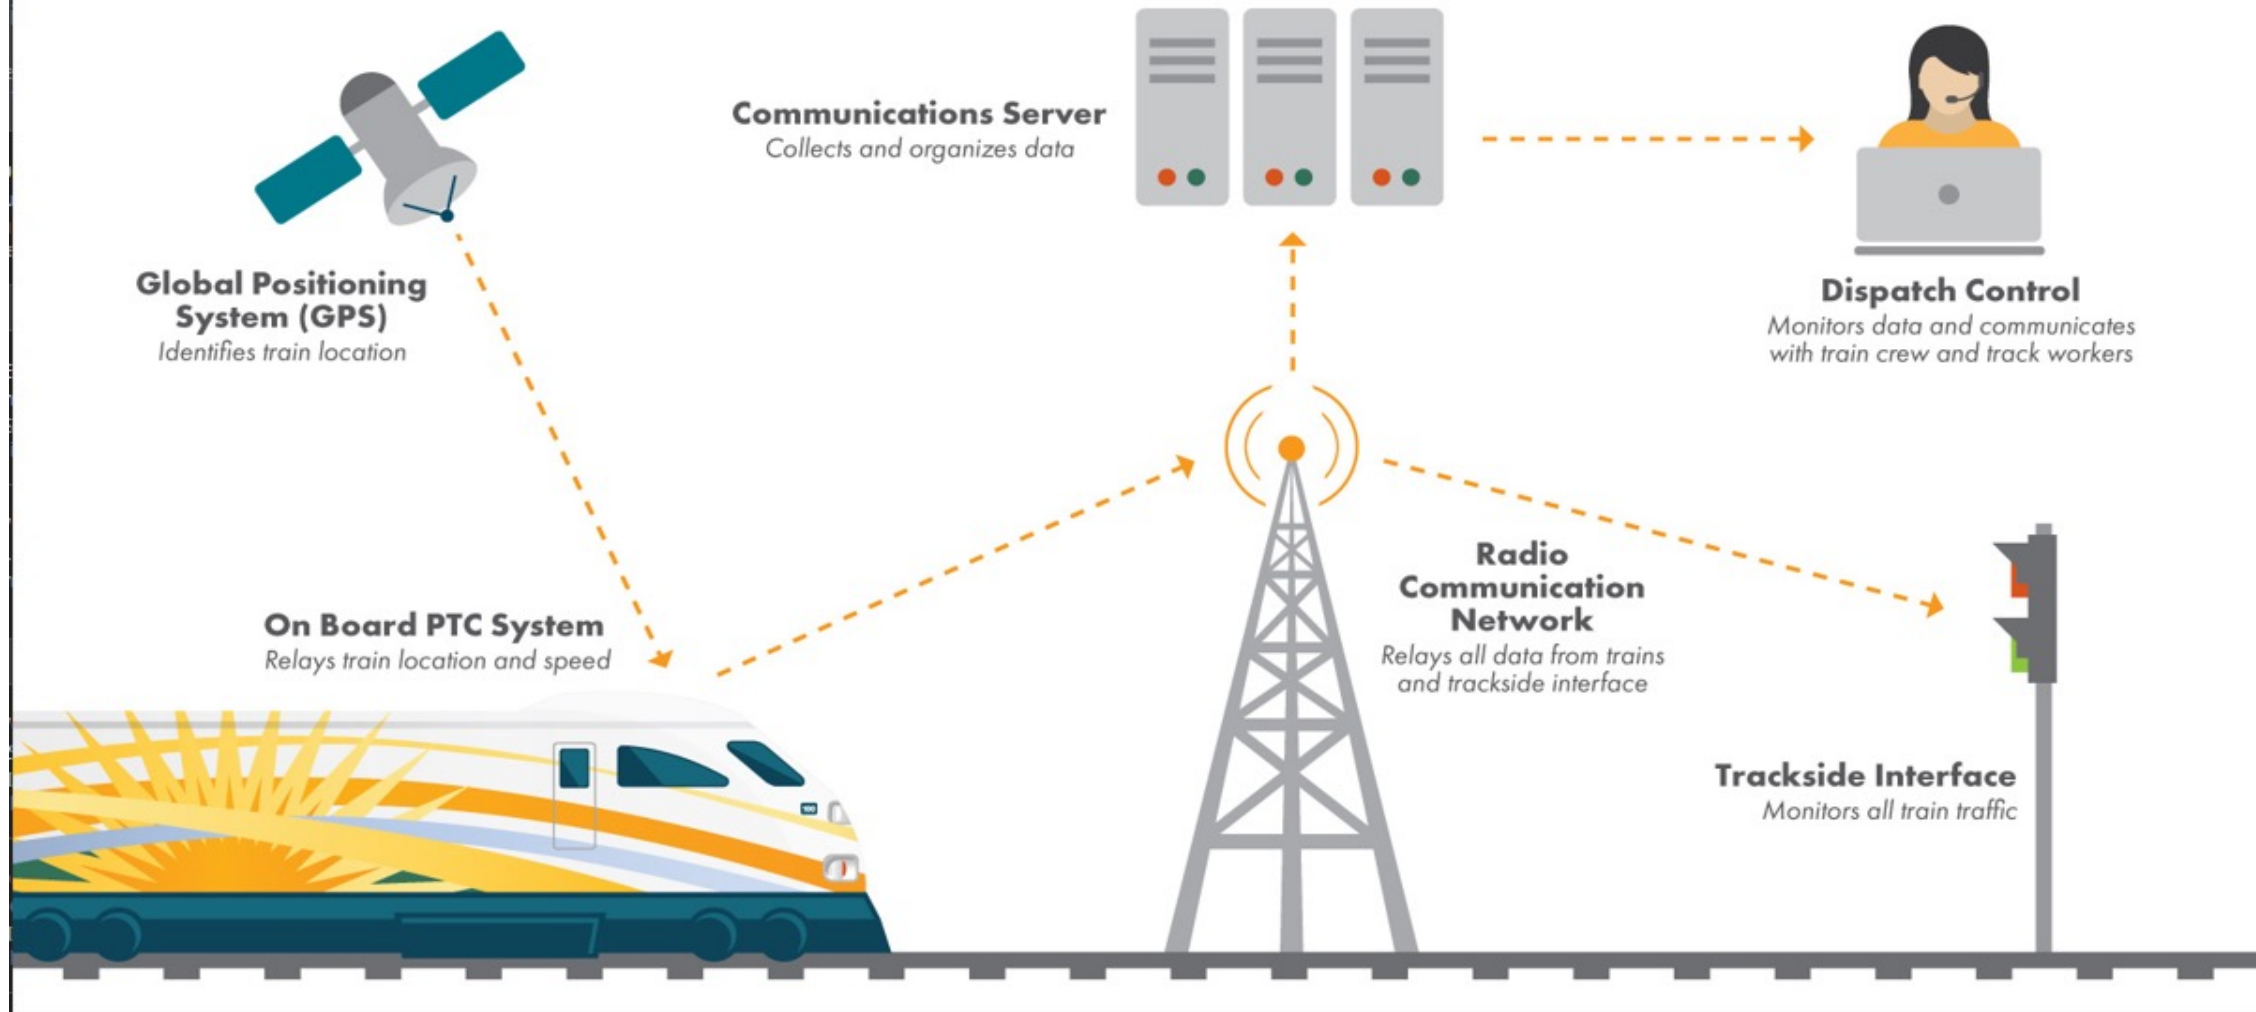 Communications Server
Collects and organizes data
Global Positioning
System (GPS)
Identifies train location
Dispatch Control
Monitors data and communicates
with train crew and track workers
On Board PTC System
Relays train location and speed
Radio
Communication
Network
Relays all data from trains
and trackside interface
Trackside Interface
Monitors all train traffic
100